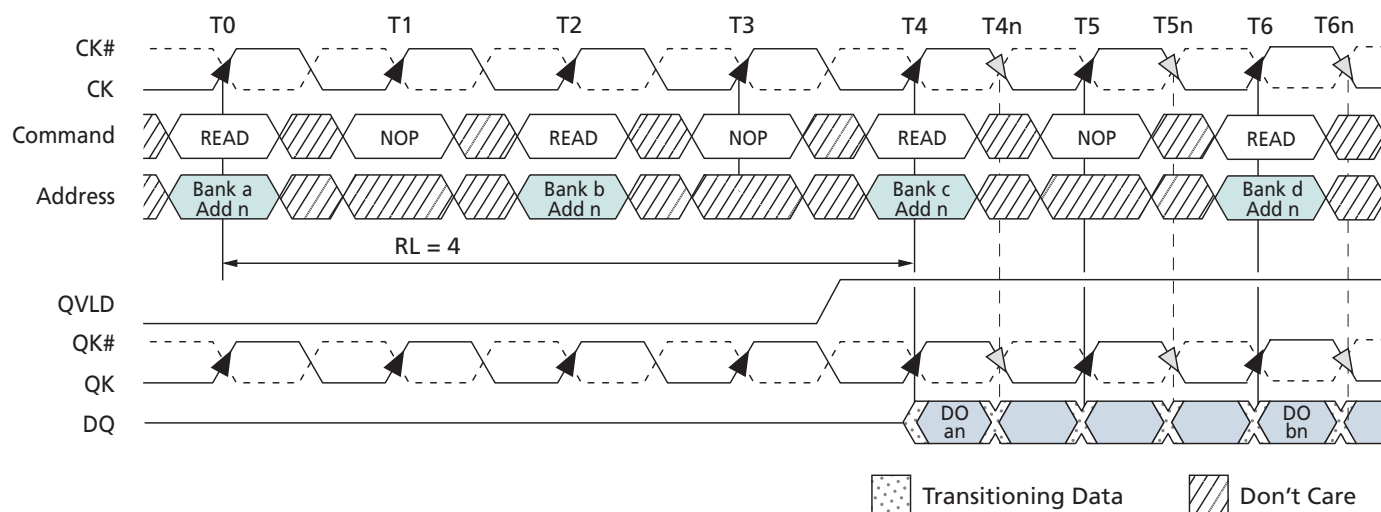 T0 T1 T2 T3 T4 T4n T5 T5n T6 T6n
CK#
CK
Command READ NOP READ NOP READ NOP READ
Address Bank a Add n Bank b Add n Bank c Add n Bank d Add n
RL = 4
QVLD
QK#
QK
DQ DO an DO bn
Transitioning Data Don't Care